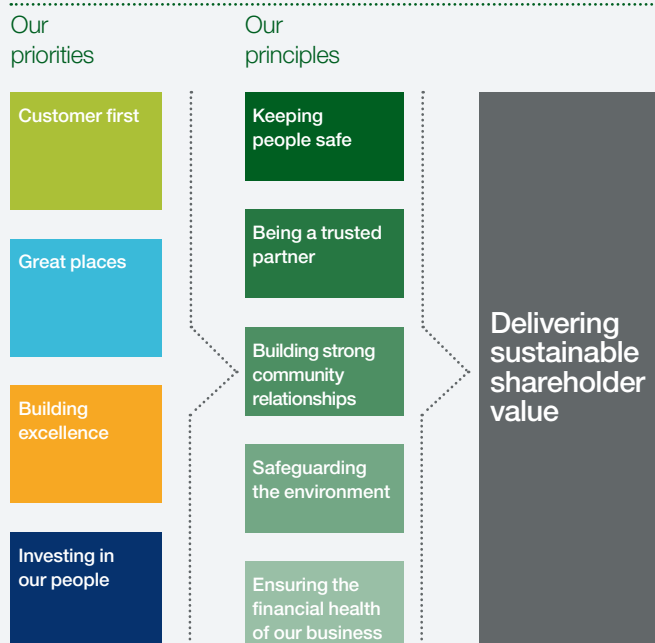 Our
priorities
Our
principles
Customer first
Great places
Building
excellence
Investing in
our people
Keeping
people safe
Being a trusted
partner
Building strong
community
relationships
Safeguarding
the environment
Ensuring the
financial health
of our business
Delivering
sustainable
shareholder
value